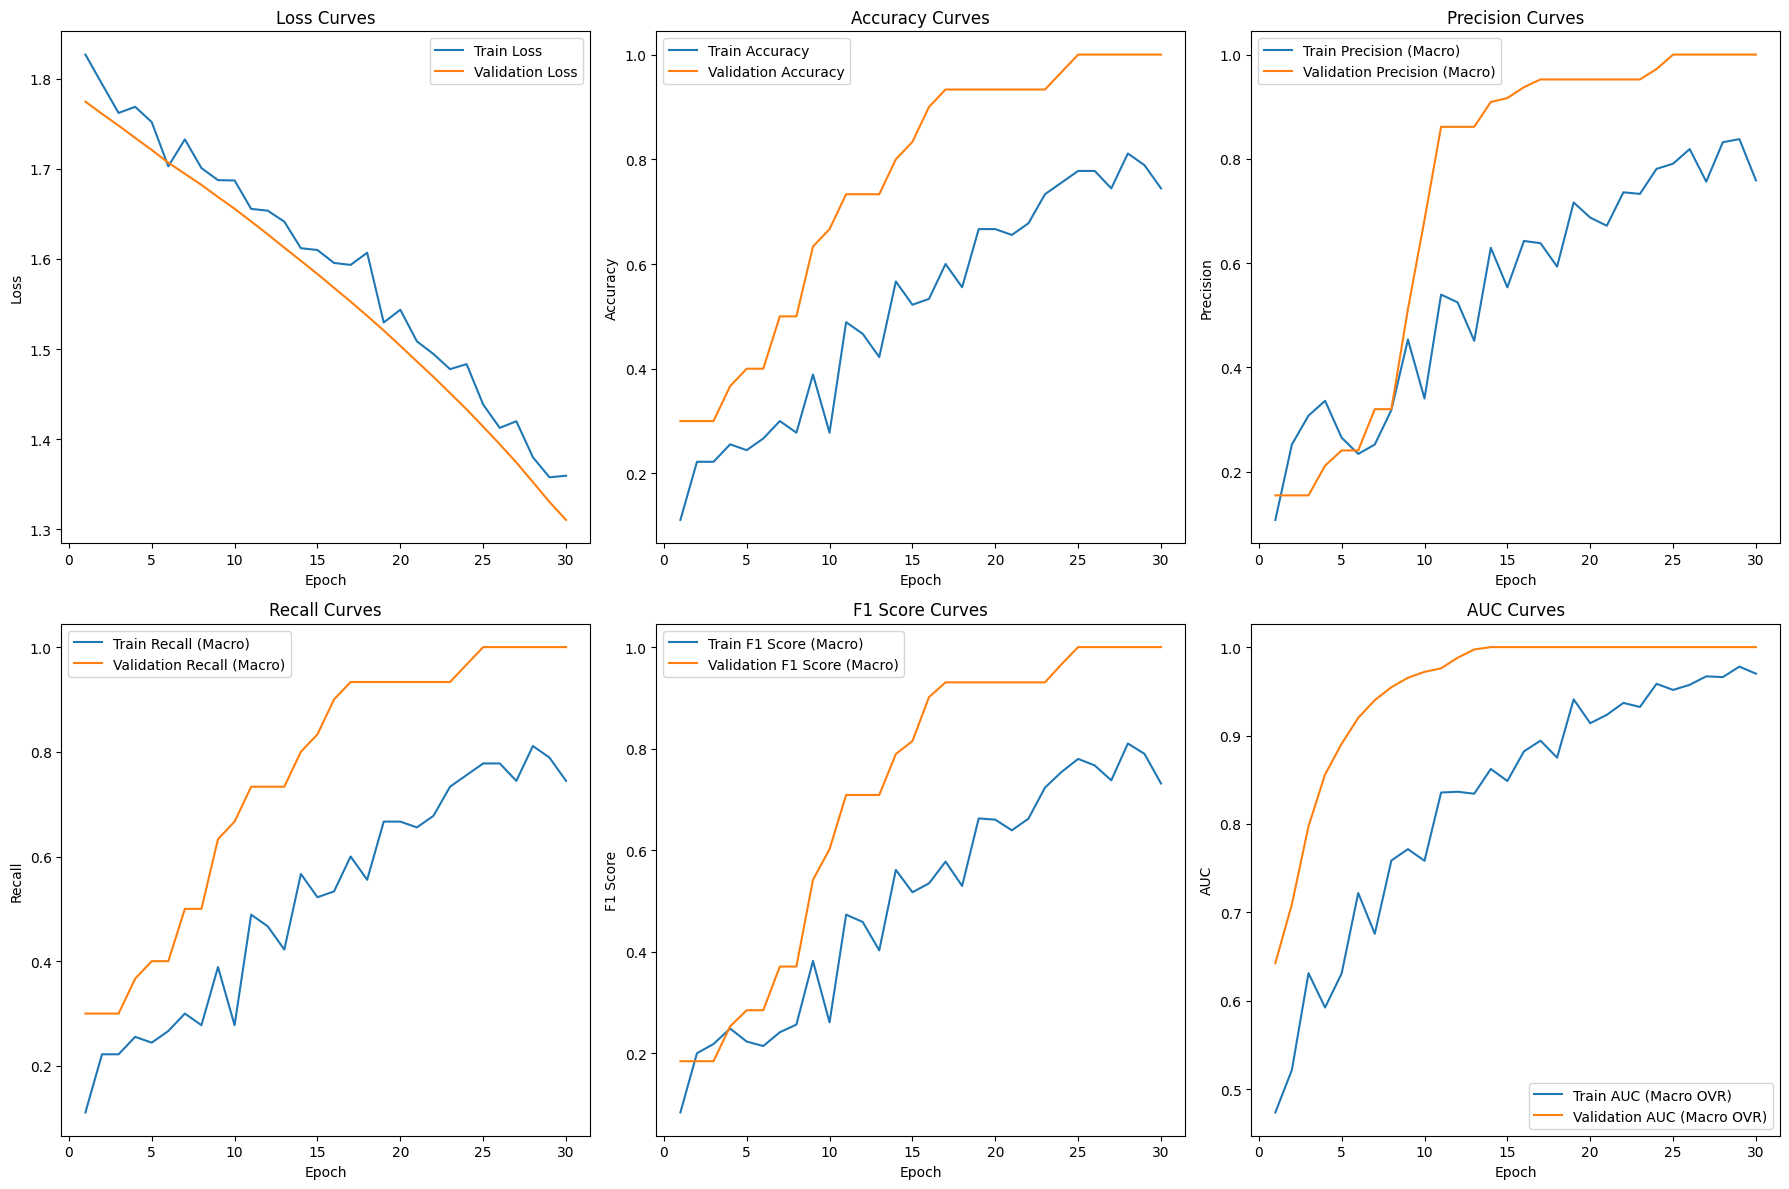 Loss Curves
Train Loss
Validation Loss
1.8
1.7
1.6
1.5
1.4
1.3
Loss
0 5 10 15 20 25 30
Epoch
Accuracy Curves
Train Accuracy
Validation Accuracy
1.0
0.8
0.6
0.4
0.2
Accuracy
0 5 10 15 20 25 30
Epoch
Precision Curves
Train Precision (Macro)
Validation Precision (Macro)
1.0
0.8
0.6
0.4
0.2
Precision
0 5 10 15 20 25 30
Epoch
Recall Curves
Train Recall (Macro)
Validation Recall (Macro)
1.0
0.8
0.6
0.4
0.2
Recall
0 5 10 15 20 25 30
Epoch
F1 Score Curves
Train F1 Score (Macro)
Validation F1 Score (Macro)
1.0
0.8
0.6
0.4
0.2
F1 Score
0 5 10 15 20 25 30
Epoch
AUC Curves
1.0
0.9
0.8
0.7
0.6
0.5
AUC
Train AUC (Macro OVR)
Validation AUC (Macro OVR)
0 5 10 15 20 25 30
Epoch